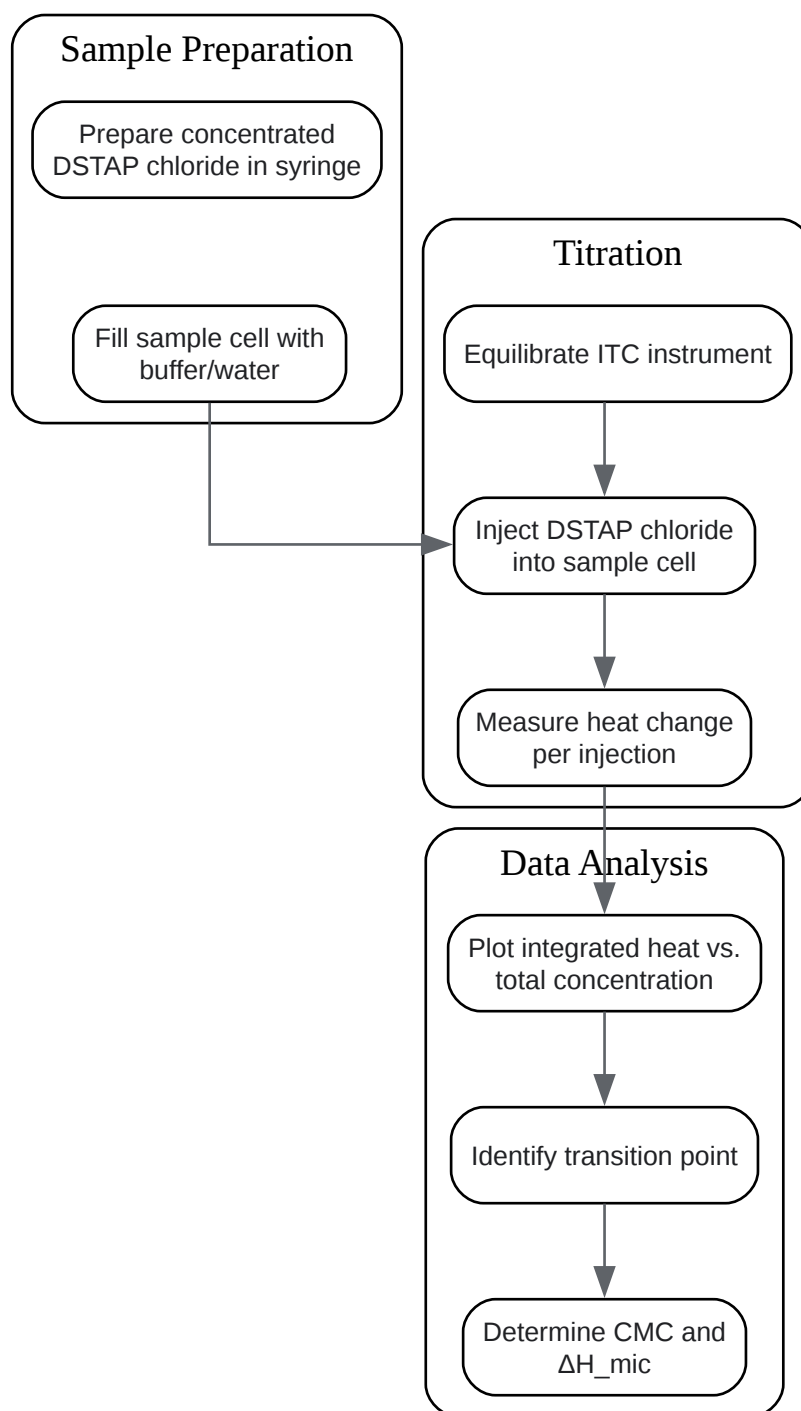 Sample Preparation
Prepare concentrated
DSTAP chloride in syringe
Fill sample cell with
buffer/water
Titration
Equilibrate ITC instrument
Inject DSTAP chloride
into sample cell
Measure heat change
per injection
Data Analysis
Plot integrated heat vs.
total concentration
Identify transition point
Determine CMC and
ΔH_mic